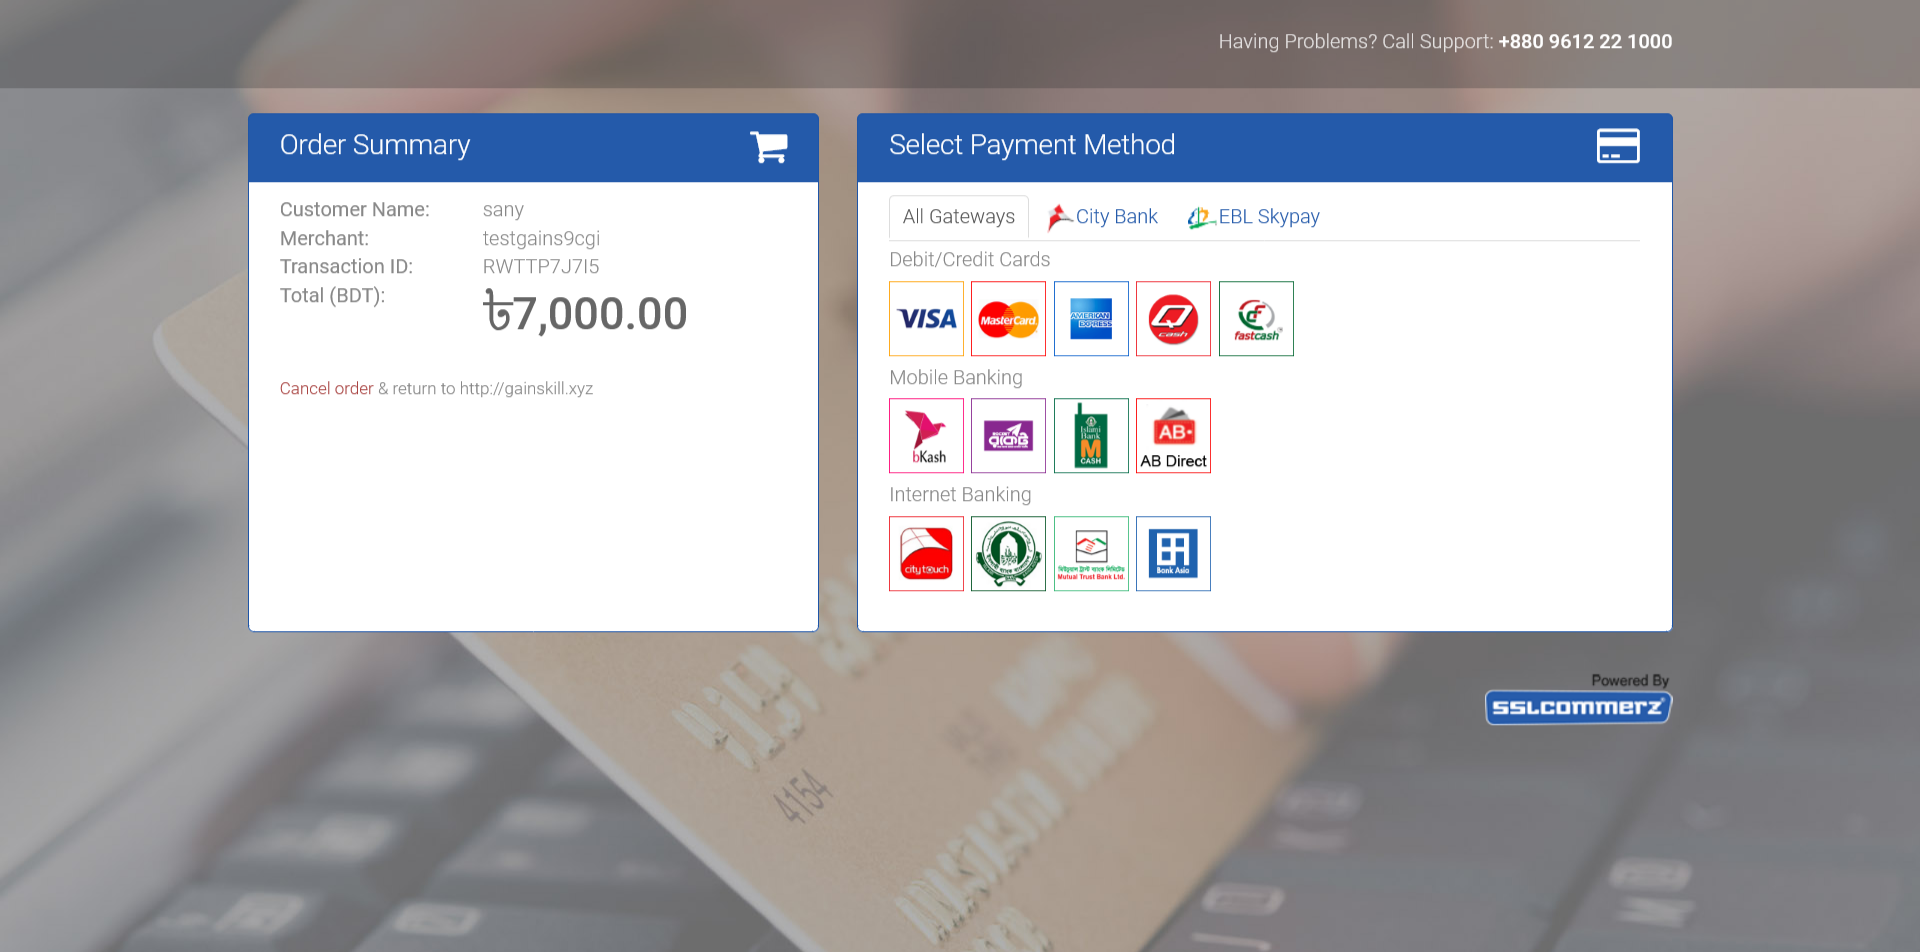 Having Problems? Call Support: +880 9612 22 1000
Order Summary
Customer Name: sany
Merchant: testgains9cgi
Transaction ID: RWTTP7J7I5
Total (BDT): ৳7,000.00
Cancel order & return to http://gainskill.xyz
Select Payment Method
All Gateways City Bank EBL Skypay
Debit/Credit Cards
VISA
MasterCard
AMERICAN EXPRESS
Q cash
fastcash
Mobile Banking
bKash
রকেট
Islami Bank M CASH
AB
AB Direct
Internet Banking
citytouch
মিউচুয়াল ট্রাস্ট ব্যাংক লিমিটেড
Mutual Trust Bank Ltd.
Bank Asia
Powered By
SSLCOMMERZ
4154